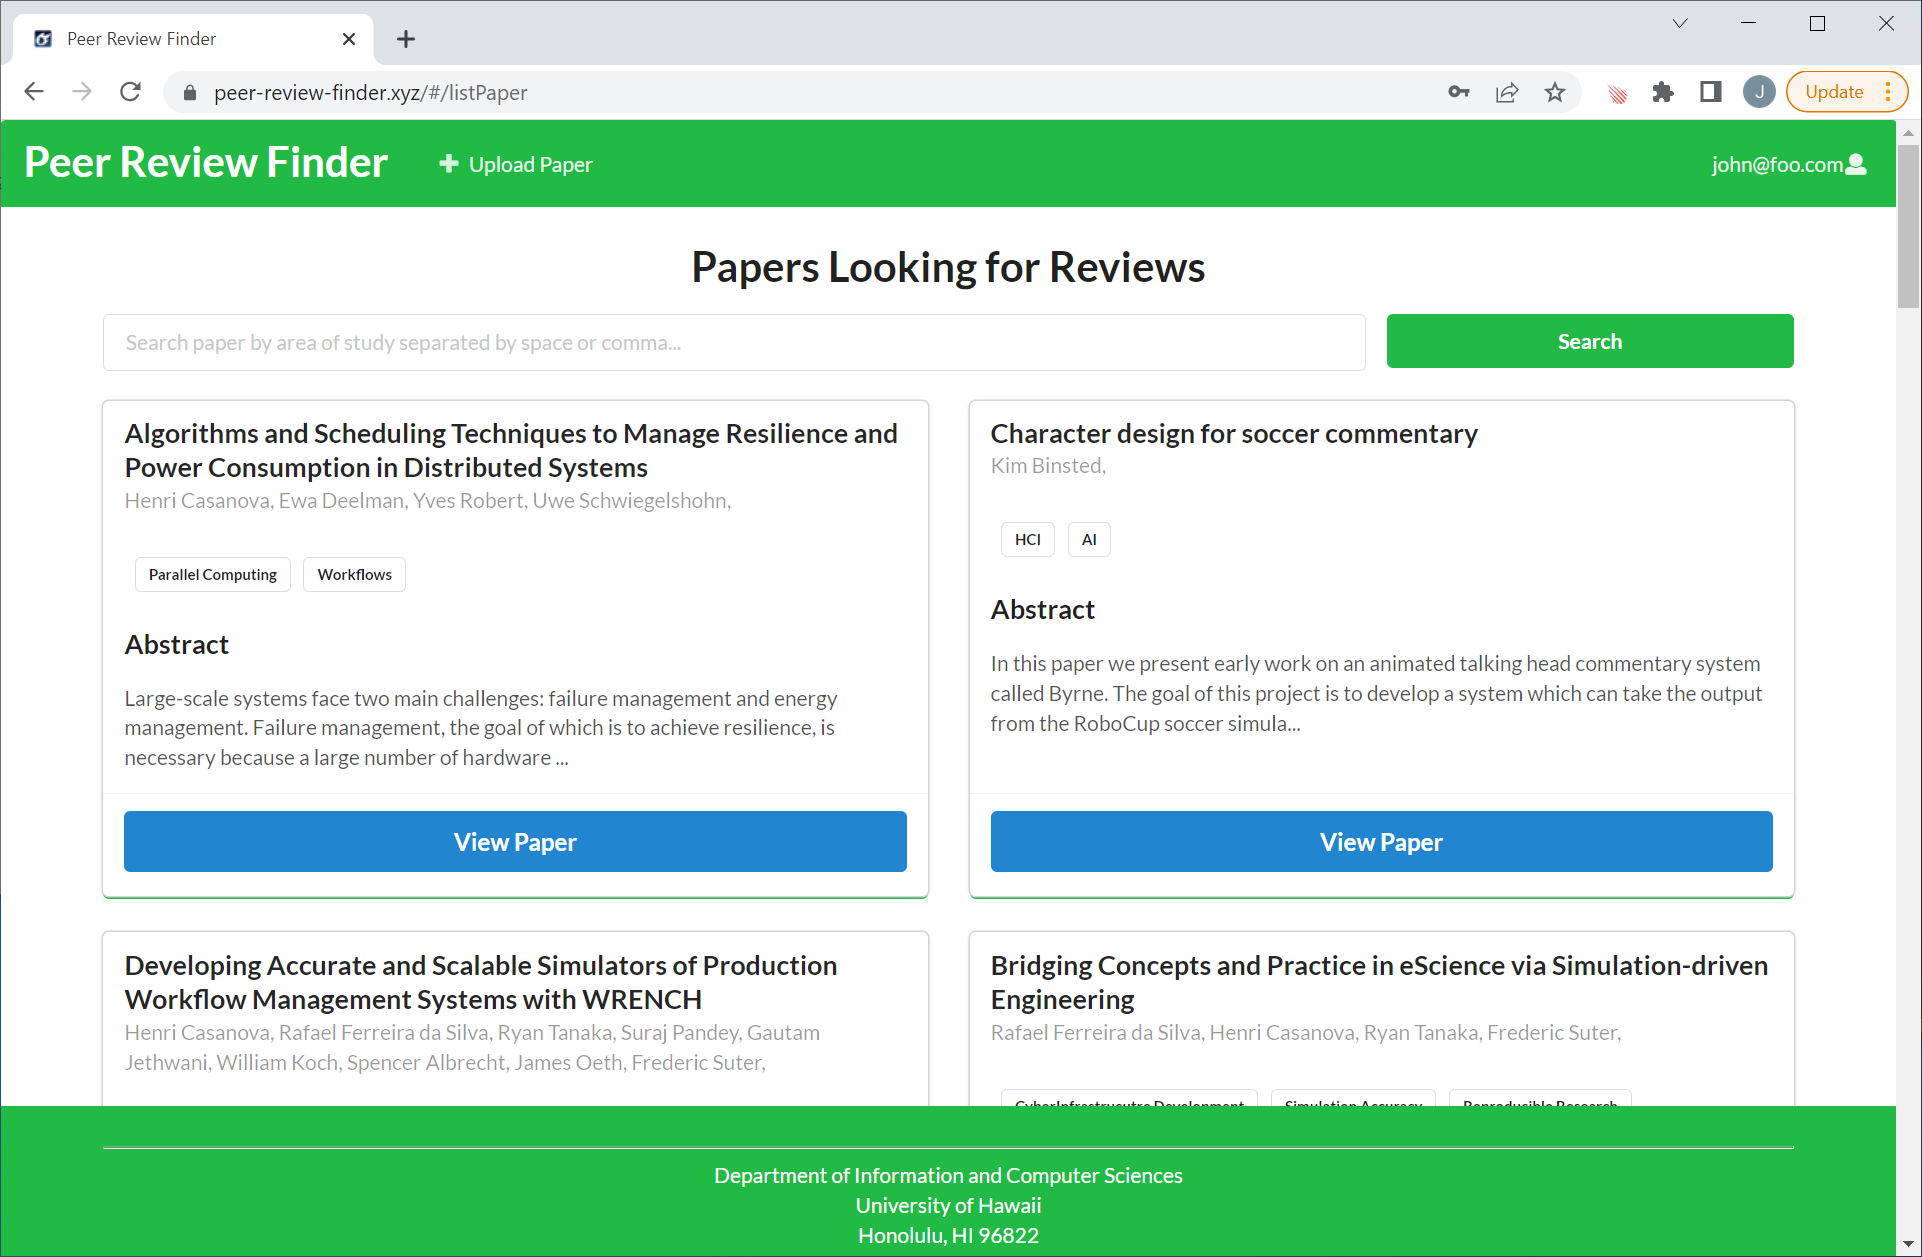 Peer Review Finder
peer-review-finder.xyz/#/listPaper
J
Update
Peer Review Finder
Upload Paper
john@foo.com
Papers Looking for Reviews
Search paper by area of study separated by space or comma...
Search
Algorithms and Scheduling Techniques to Manage Resilience and
Power Consumption in Distributed Systems
Henri Casanova, Ewa Deelman, Yves Robert, Uwe Schwiegelshohn,
Parallel Computing
Workflows
Abstract
Large-scale systems face two main challenges: failure management and energy
management. Failure management, the goal of which is to achieve resilience, is
necessary because a large number of hardware ...
View Paper
Character design for soccer commentary
Kim Binsted,
HCI
AI
Abstract
In this paper we present early work on an animated talking head commentary system
called Byrne. The goal of this project is to develop a system which can take the output
from the RoboCup soccer simula...
View Paper
Developing Accurate and Scalable Simulators of Production
Workflow Management Systems with WRENCH
Henri Casanova, Rafael Ferreira da Silva, Ryan Tanaka, Suraj Pandey, Gautam
Jethwani, William Koch, Spencer Albrecht, James Oeth, Frederic Suter,
Bridging Concepts and Practice in eScience via Simulation-driven
Engineering
Rafael Ferreira da Silva, Henri Casanova, Ryan Tanaka, Frederic Suter,
CyberInfrastrucutre Development
Simulation Accuracy
Reproducible Research
Department of Information and Computer Sciences
University of Hawaii
Honolulu, HI 96822